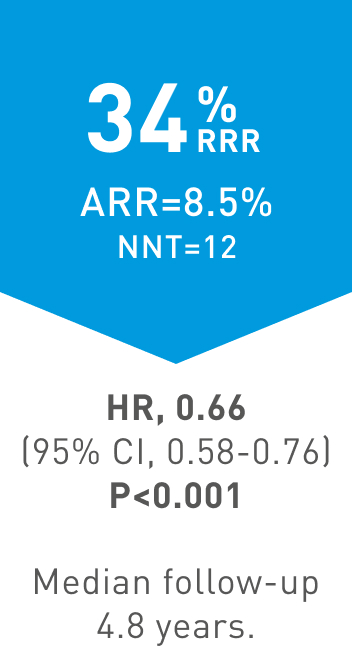 34% RRR
ARR=8.5%
NNT=12
HR, 0.66
(95% CI, 0.58-0.76)
P<0.001
Median follow-up
4.8 years.